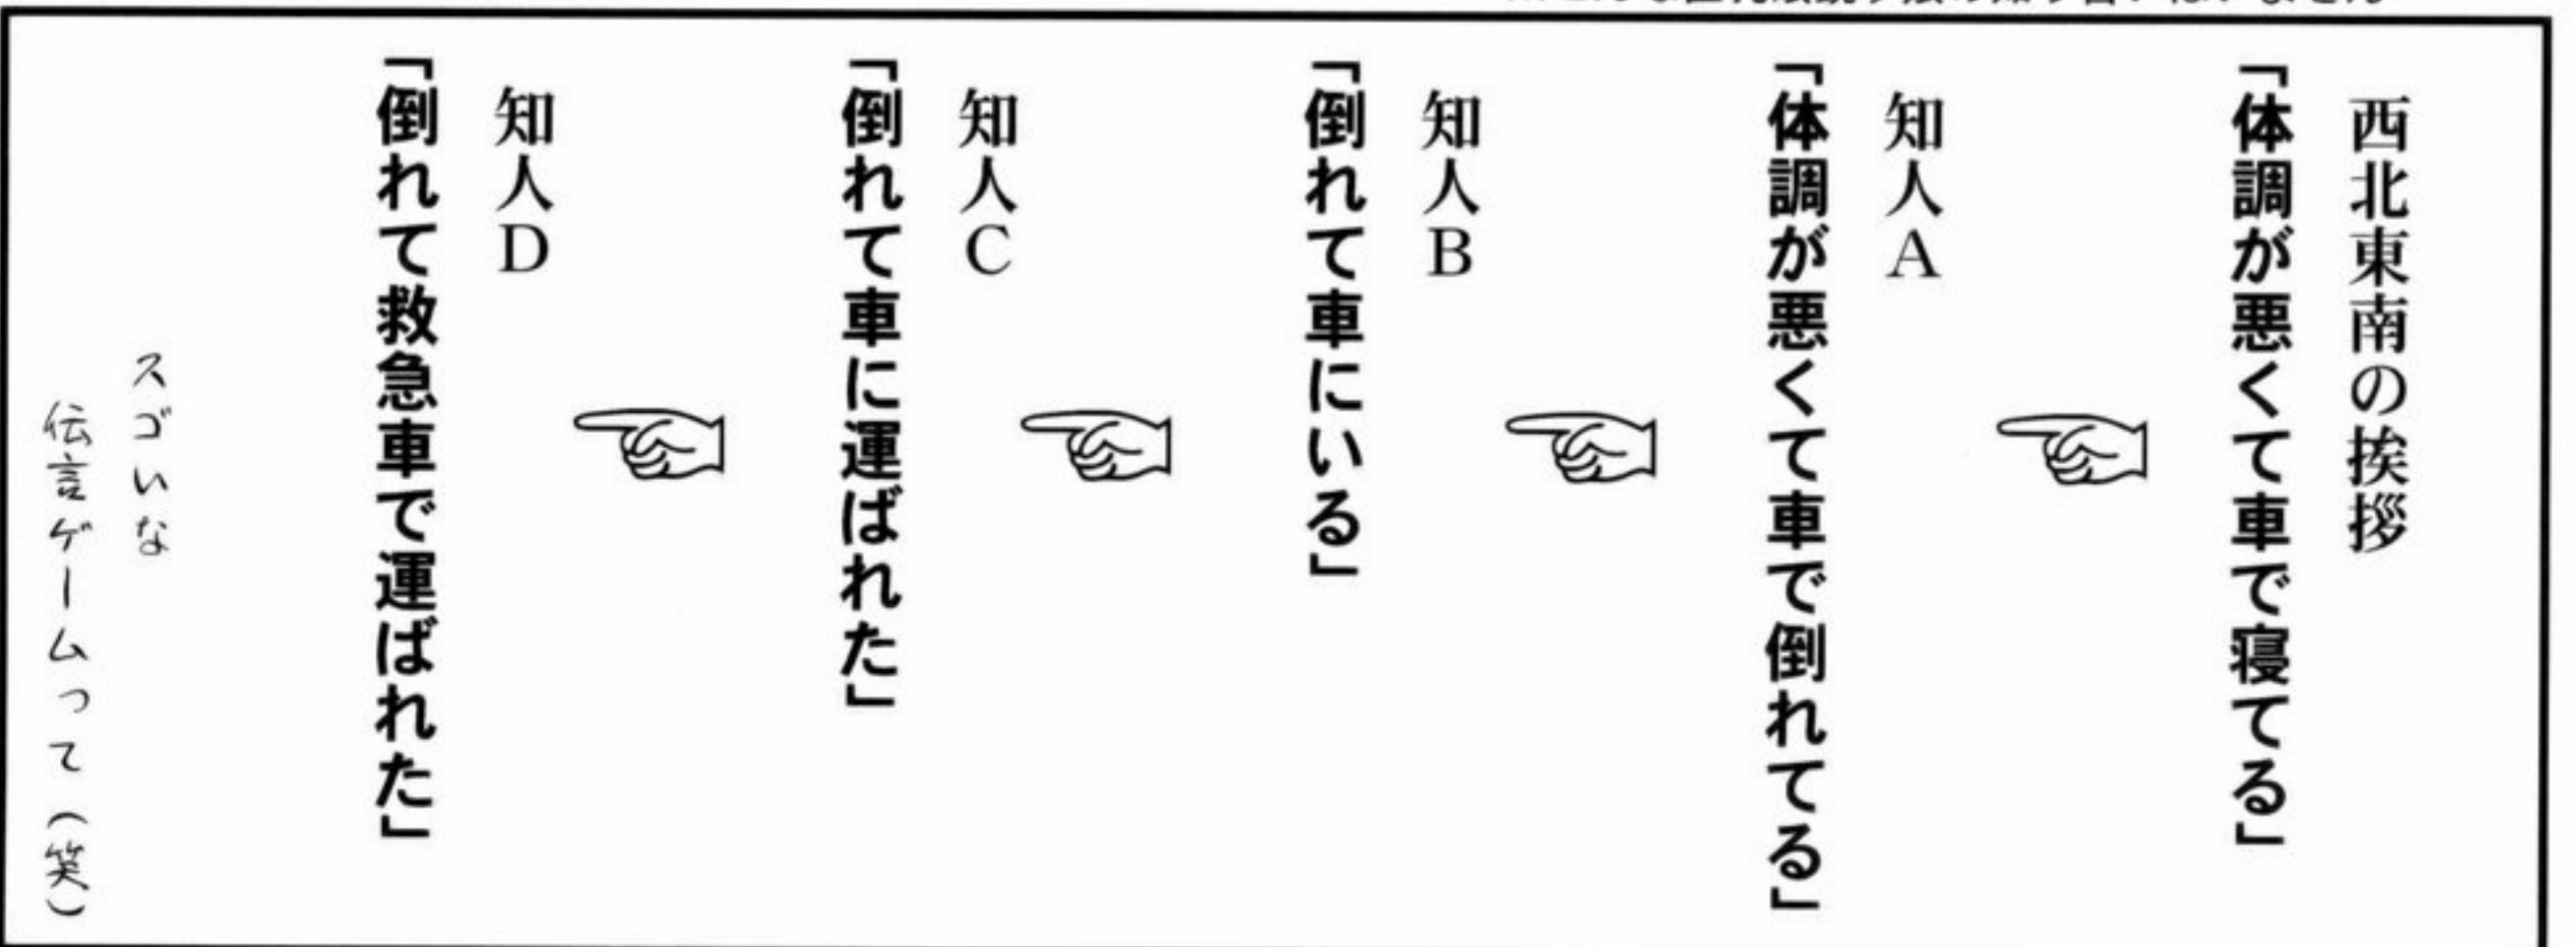 西北東南の挨拶
「体調が悪くて車で寝てる」
知人A
「体調が悪くて車で倒れてる」
知人B
「倒れて車にいる」
知人C
「倒れて車に運ばれた」
知人D
「倒れて救急車で運ばれた」
スゴいな
伝言ゲームって(笑)